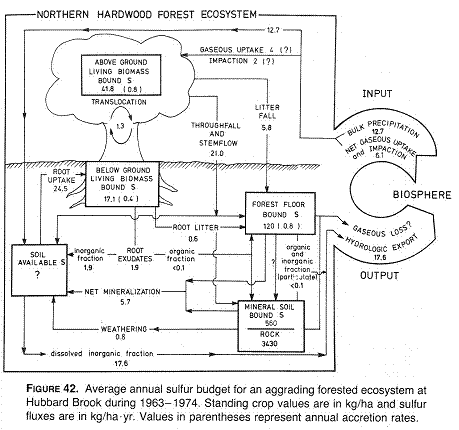 NORTHERN HARDWOOD FOREST ECOSYSTEM
12.7
GASEOUS UPTAKE 4 (?)
IMPACTION 2 (?)
ABOVE GROUND
LIVING BIOMASS
BOUND S
41.8 (0.8)
TRANSLOCATION
1.3
LITTER
FALL
5.8
THROUGHFALL
AND
STEMFLOW
21.0
INPUT
BULK PRECIPITATION
12.7
NET GASEOUS UPTAKE
and IMPACTION
6.1
BIOSPHERE
GASEOUS LOSS?
HYDROLOGIC EXPORT
17.6
OUTPUT
ROOT
UPTAKE
24.5
BELOW GROUND
LIVING BIOMASS
BOUND S
17.1 (0.4)
ROOT LITTER
0.6
FOREST FLOOR
BOUND S
120 (0.8)
SOIL
AVAILABLE S
?
inorganic
fraction
1.9
ROOT
EXUDATES
1.9
organic
fraction
<0.1
?
organic
and
inorganic
fraction
(particulate)
<0.1
NET MINERALIZATION
5.7
MINERAL SOIL
BOUND S
560
ROCK
3430
WEATHERING
0.8
dissolved inorganic fraction
17.6
FIGURE 42. Average annual sulfur budget for an aggrading forested ecosystem at
Hubbard Brook during 1963–1974. Standing crop values are in kg/ha and sulfur
fluxes are in kg/ha·yr. Values in parentheses represent annual accretion rates.